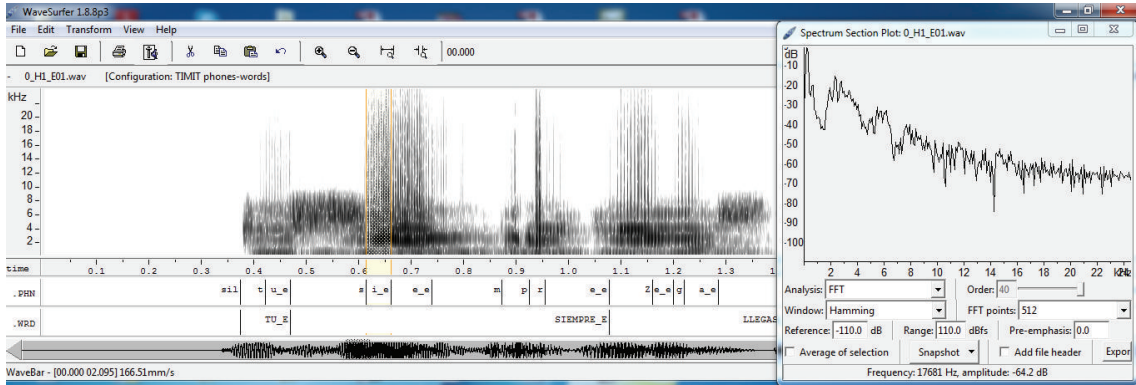 WaveSurfer 1.8.8p3
File Edit Transform View Help
00.000
- 0_H1_E01.wav [Configuration: TIMIT phones-words]
kHz
20
18
16
14
12
10
8
6
4
2
time 0.1 0.2 0.3 0.4 0.5 0.6 0.7 0.8 0.9 1.0 1.1 1.2 1.3 1
.PHN sil t u_e s i_e e_e m p r e_e Z e_e g a_e
.WRD TU_E SIEMPRE_E LLEGAS
WaveBar - [00.000 02.095] 166.51mm/s
Spectrum Section Plot: 0_H1_E01.wav
dB
-10
-20
-30
-40
-50
-60
-70
-80
-90
-100
2 4 6 8 10 12 14 16 18 20 22 kHz
Analysis: FFT Order: 40
Window: Hamming FFT points: 512
Reference: -110.0 dB Range: 110.0 dBfs Pre-emphasis: 0.0
Average of selection Snapshot Add file header Expor
Frequency: 17681 Hz, amplitude: -64.2 dB